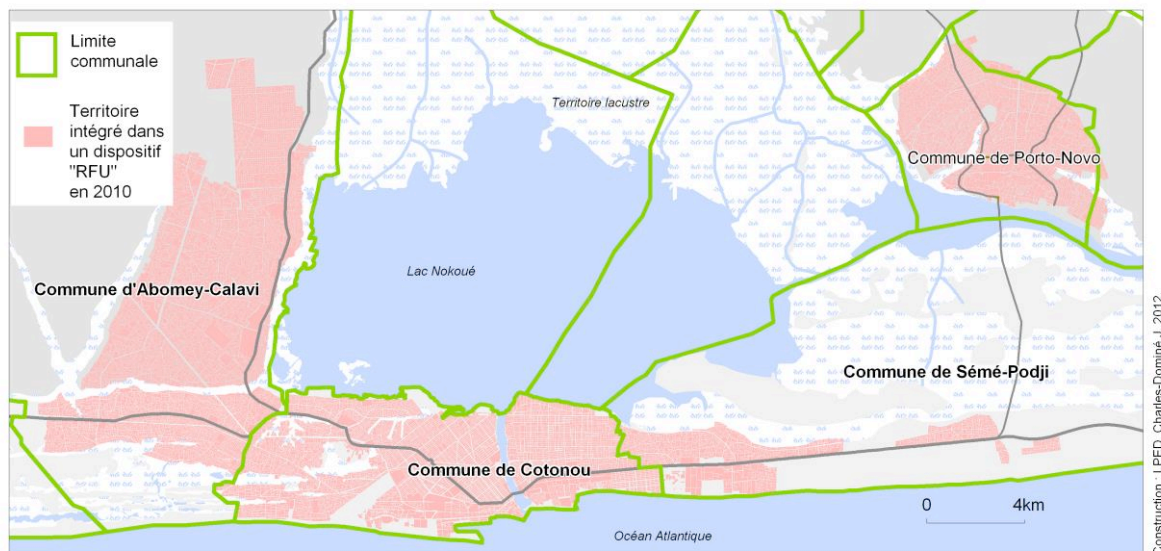 Limite
communale
Territoire
intégré dans
un dispositif
"RFU"
en 2010
Territoire lacustre
Commune de Porto-Novo
Lac Nokoué
Commune d'Abomey-Calavi
Commune de Sémé-Podji
Commune de Cotonou
0 4km
Océan Atlantique
Construction : LPED, Charles-Dominé J. 2012